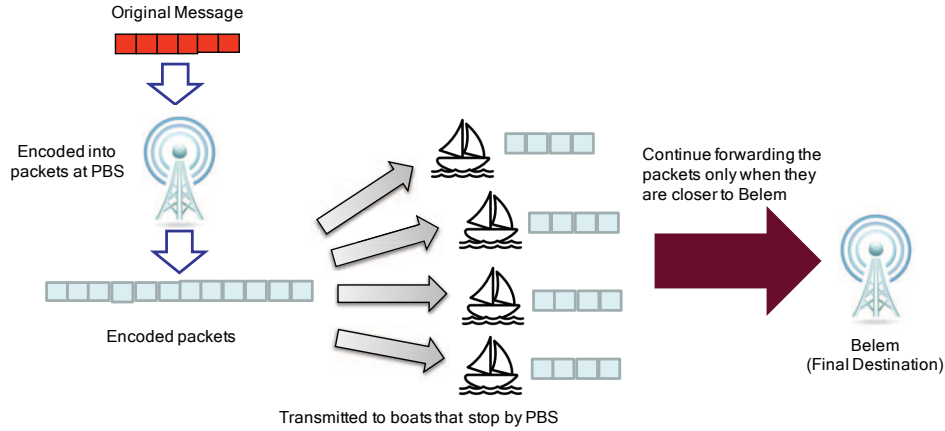 Original Message
Encoded into
packets at PBS
Encoded packets
Transmitted to boats that stop by PBS
Continue forwarding the
packets only when they
are closer to Belem
Belem
(Final Destination)